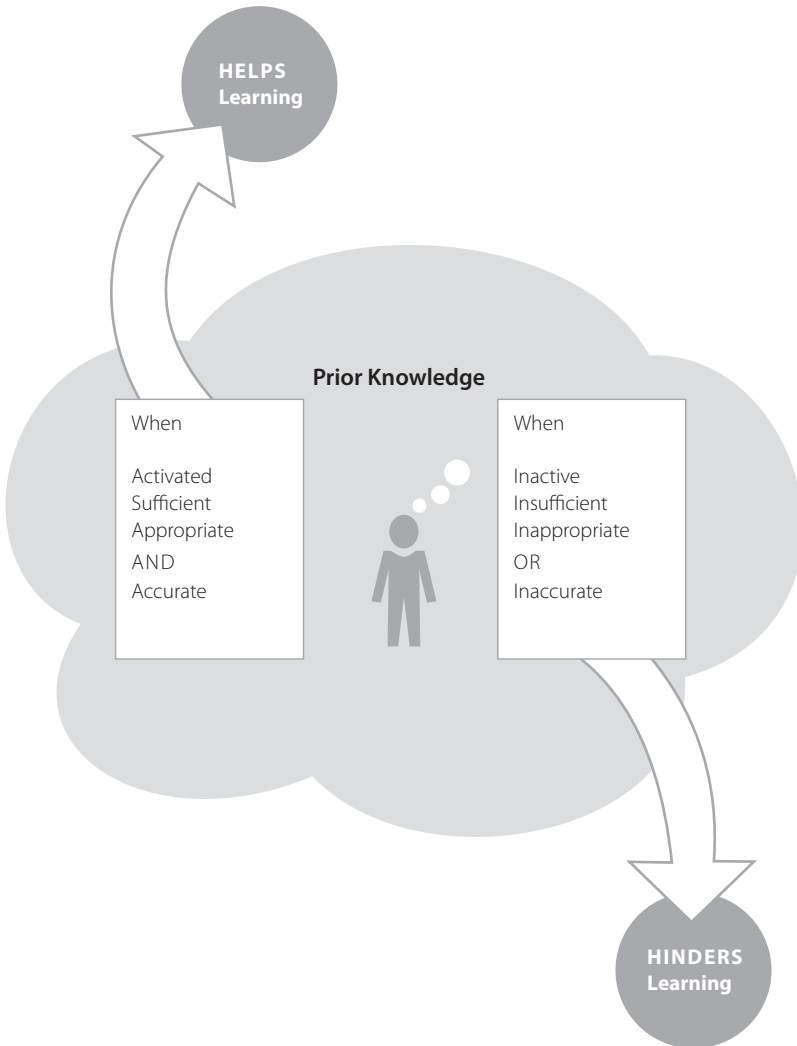 HELPS
Learning
Prior Knowledge
When
Activated
Sufficient
Appropriate
AND
Accurate
When
Inactive
Insufficient
Inappropriate
OR
Inaccurate
HINDERS
Learning